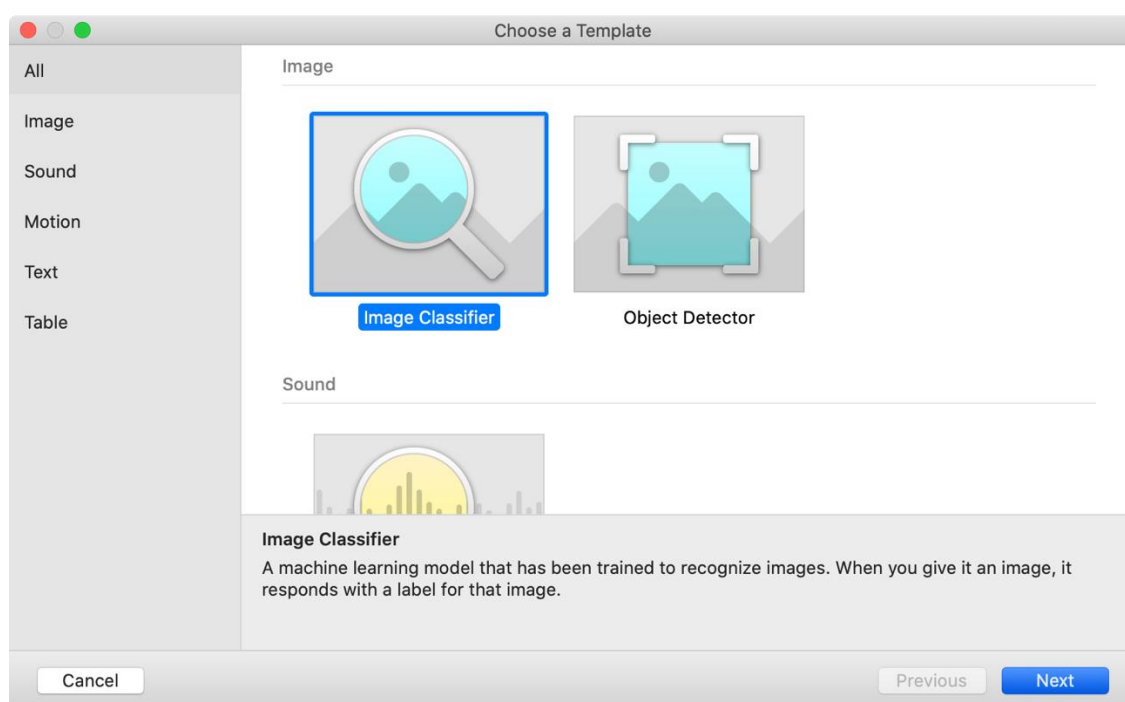 Choose a Template
All
Image
Sound
Motion
Text
Table
Image
Image Classifier
Object Detector
Sound
Image Classifier
A machine learning model that has been trained to recognize images. When you give it an image, it
responds with a label for that image.
Cancel
Previous
Next